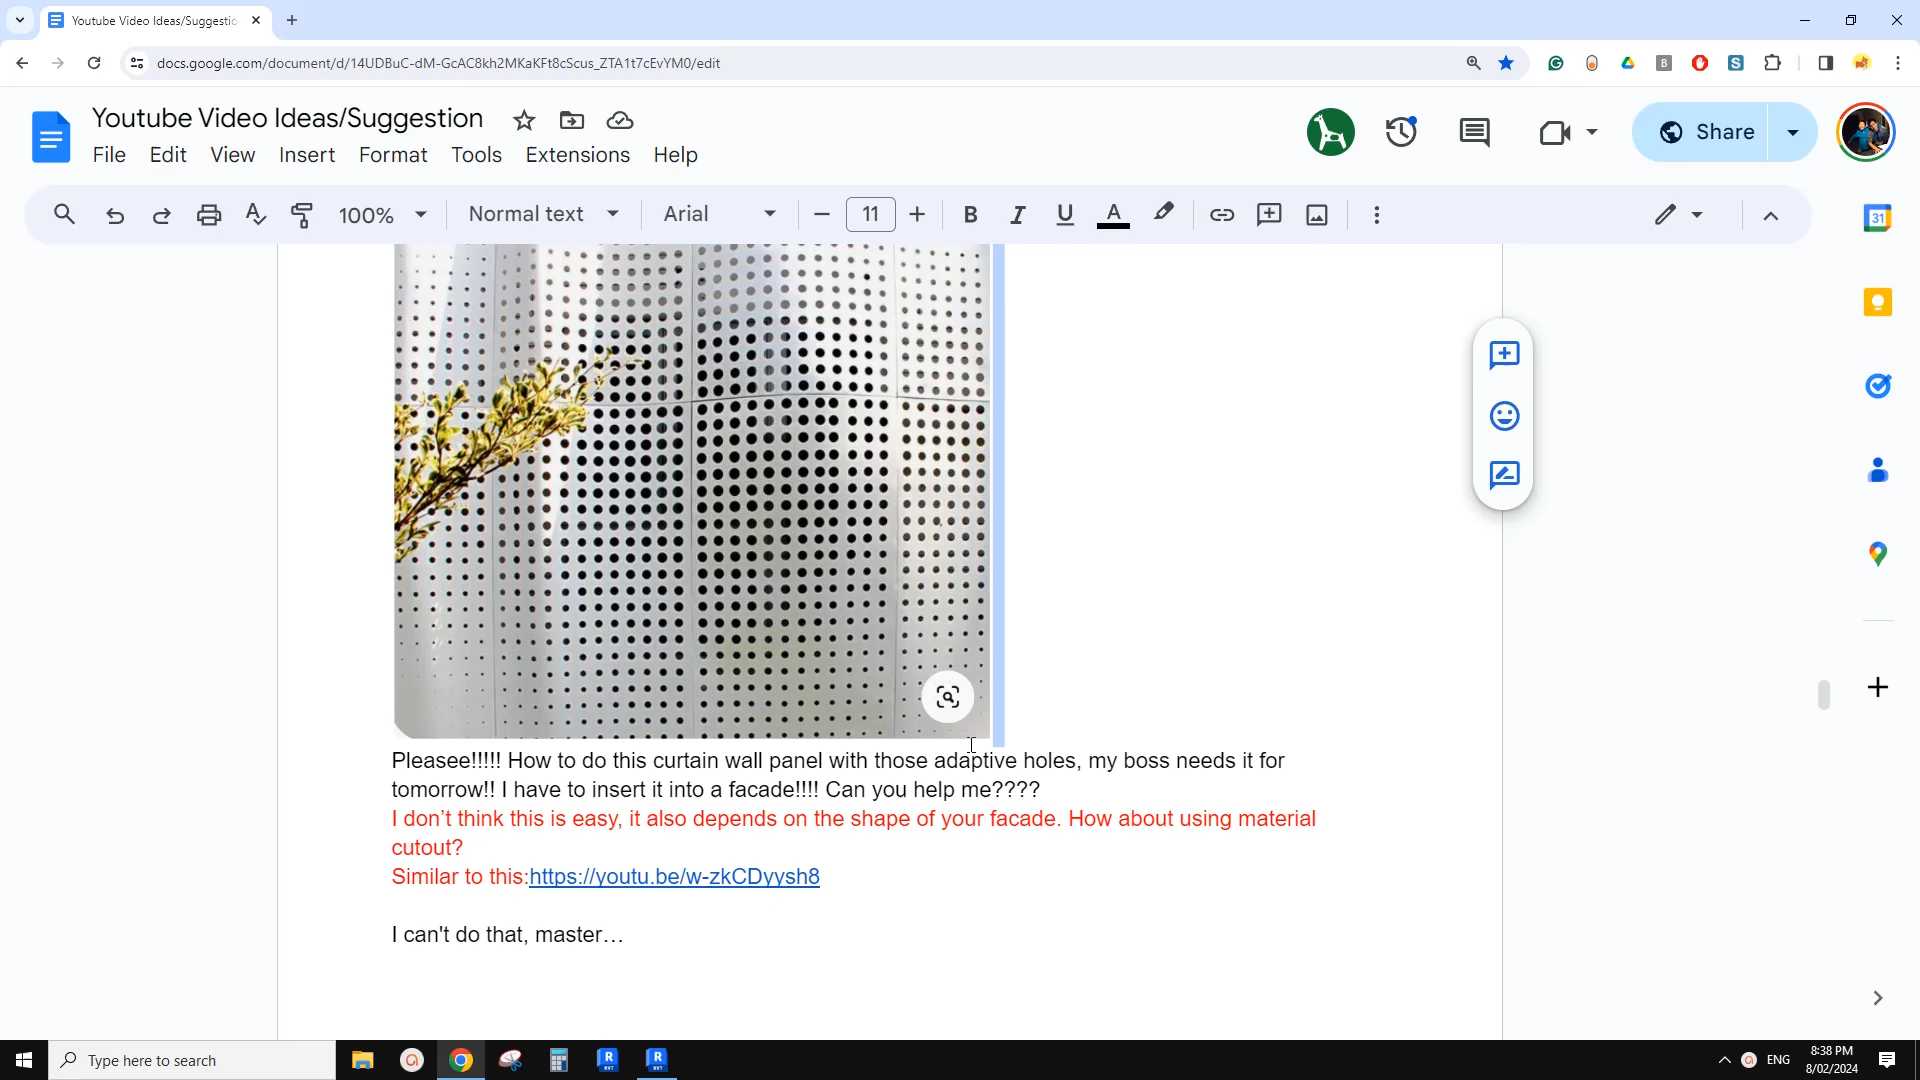 Youtube Video Ideas/Suggestio
docs.google.com/document/d/14UDBuC-dM-GcAC8kh2MKaKFt8cScus_ZTA1t7cEvYM0/edit
Youtube Video Ideas/Suggestion
File Edit View Insert Format Tools Extensions Help
Share
100% Normal text Arial 11 B I U A
31
Pleasee!!!!! How to do this curtain wall panel with those adaptive holes, my boss needs it for
tomorrow!! I have to insert it into a facade!!!! Can you help me????
I don’t think this is easy, it also depends on the shape of your facade. How about using material
cutout?
Similar to this:https://youtu.be/w-zkCDyysh8
I can't do that, master…
Type here to search
ENG
8:38 PM
8/02/2024